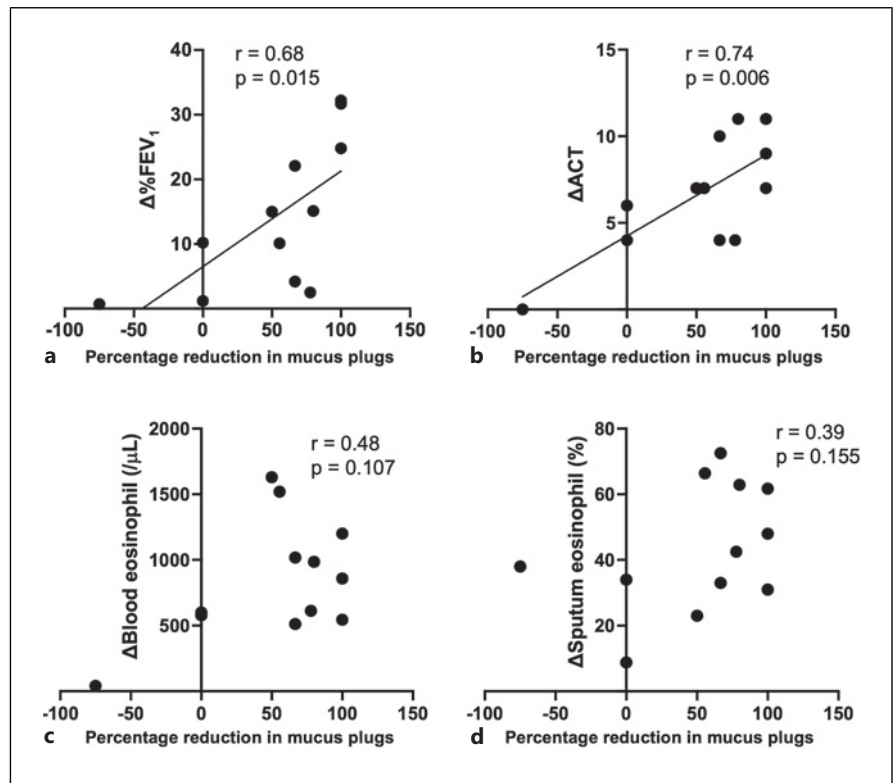 r = 0.68
p = 0.015
40
30
20
10
Δ%FEV₁
-100 -50 0 50 100 150
a Percentage reduction in mucus plugs
r = 0.74
p = 0.006
15
10
5
ΔACT
-100 -50 0 50 100 150
b Percentage reduction in mucus plugs
r = 0.48
p = 0.107
2000
1500
1000
500
ΔBlood eosinophil (/μL)
-100 -50 0 50 100 150
c Percentage reduction in mucus plugs
r = 0.39
p = 0.155
80
60
40
20
ΔSputum eosinophil (%)
-100 -50 0 50 100 150
d Percentage reduction in mucus plugs